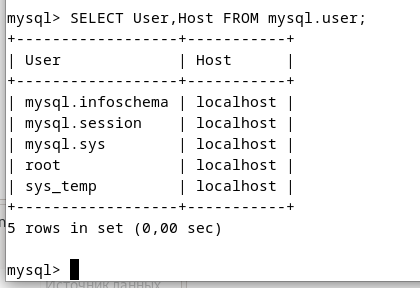 mysql> SELECT User,Host FROM mysql.user;
+------------------+-----------+
| User             | Host      |
+------------------+-----------+
| mysql.infoschema | localhost |
| mysql.session    | localhost |
| mysql.sys        | localhost |
| root             | localhost |
| sys_temp         | localhost |
+------------------+-----------+
5 rows in set (0,00 sec)

mysql>
Источник данных